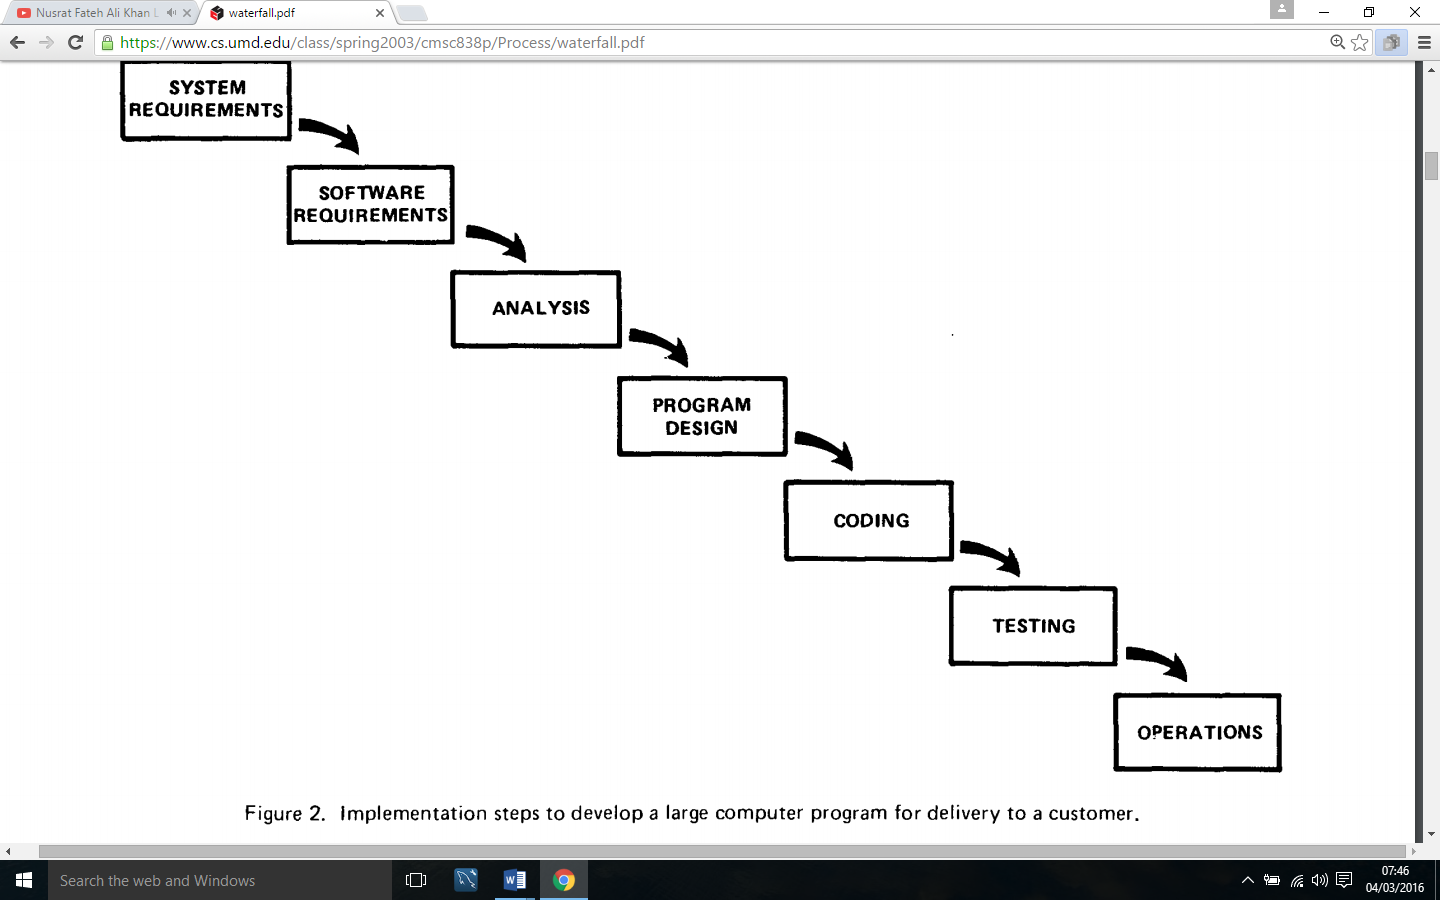 Nusrat Fateh Ali Khan L
waterfall.pdf
https://www.cs.umd.edu/class/spring2003/cmsc838p/Process/waterfall.pdf
SYSTEM
REQUIREMENTS
SOFTWARE
REQUIREMENTS
ANALYSIS
PROGRAM
DESIGN
CODING
TESTING
OPERATIONS
Figure 2. Implementation steps to develop a large computer program for delivery to a customer.
Search the web and Windows
07:46
04/03/2016